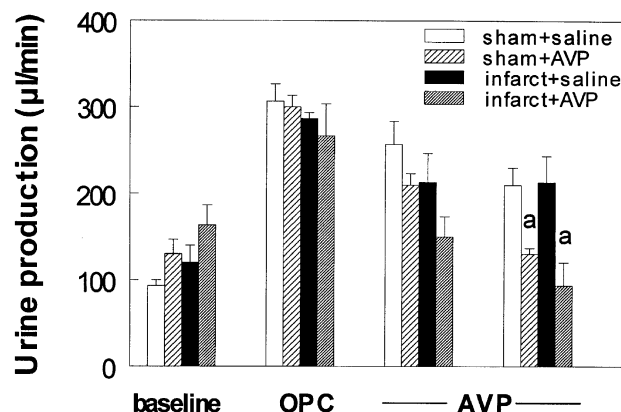 Urine production (µl/min)
400
300
200
100
0
sham+saline
sham+AVP
infarct+saline
infarct+AVP
a
a
baseline
OPC
AVP